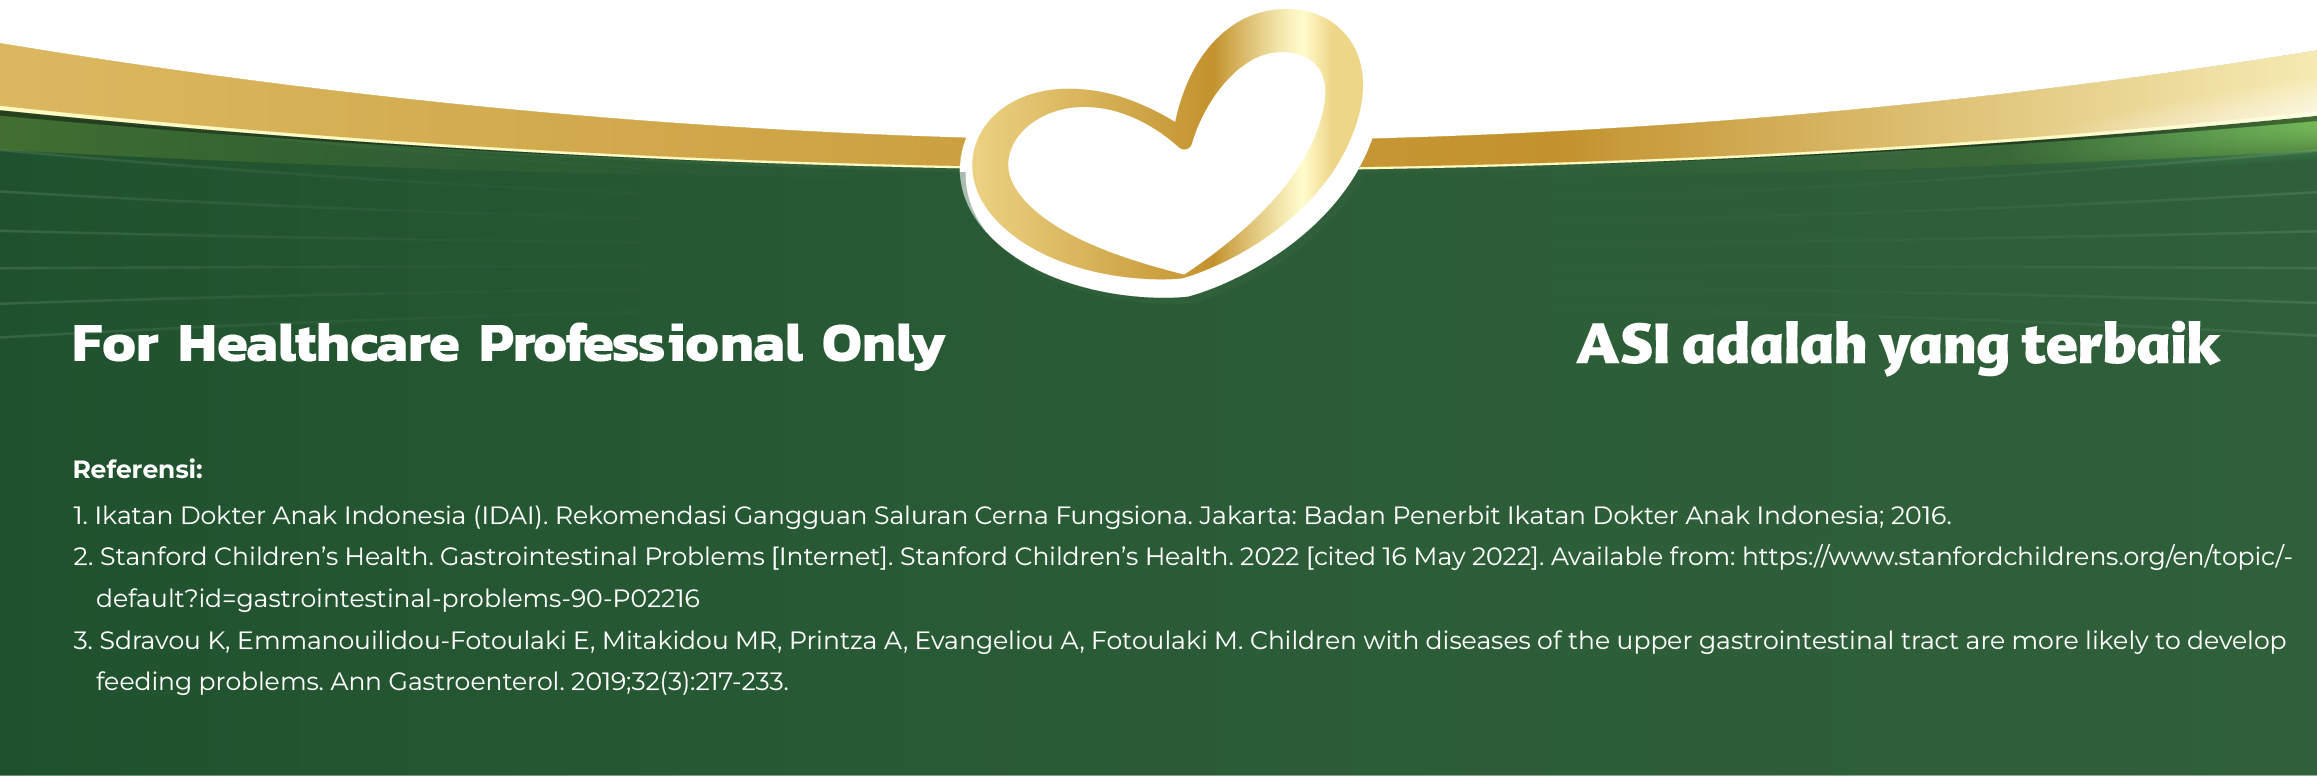 For Healthcare Professional Only
ASI adalah yang terbaik
Referensi:
1. Ikatan Dokter Anak Indonesia (IDAI). Rekomendasi Gangguan Saluran Cerna Fungsiona. Jakarta: Badan Penerbit Ikatan Dokter Anak Indonesia; 2016.
2. Stanford Children’s Health. Gastrointestinal Problems [Internet]. Stanford Children’s Health. 2022 [cited 16 May 2022]. Available from: https://www.stanfordchildrens.org/en/topic/-
default?id=gastrointestinal-problems-90-P02216
3. Sdravou K, Emmanouilidou-Fotoulaki E, Mitakidou MR, Printza A, Evangeliou A, Fotoulaki M. Children with diseases of the upper gastrointestinal tract are more likely to develop
feeding problems. Ann Gastroenterol. 2019;32(3):217-233.